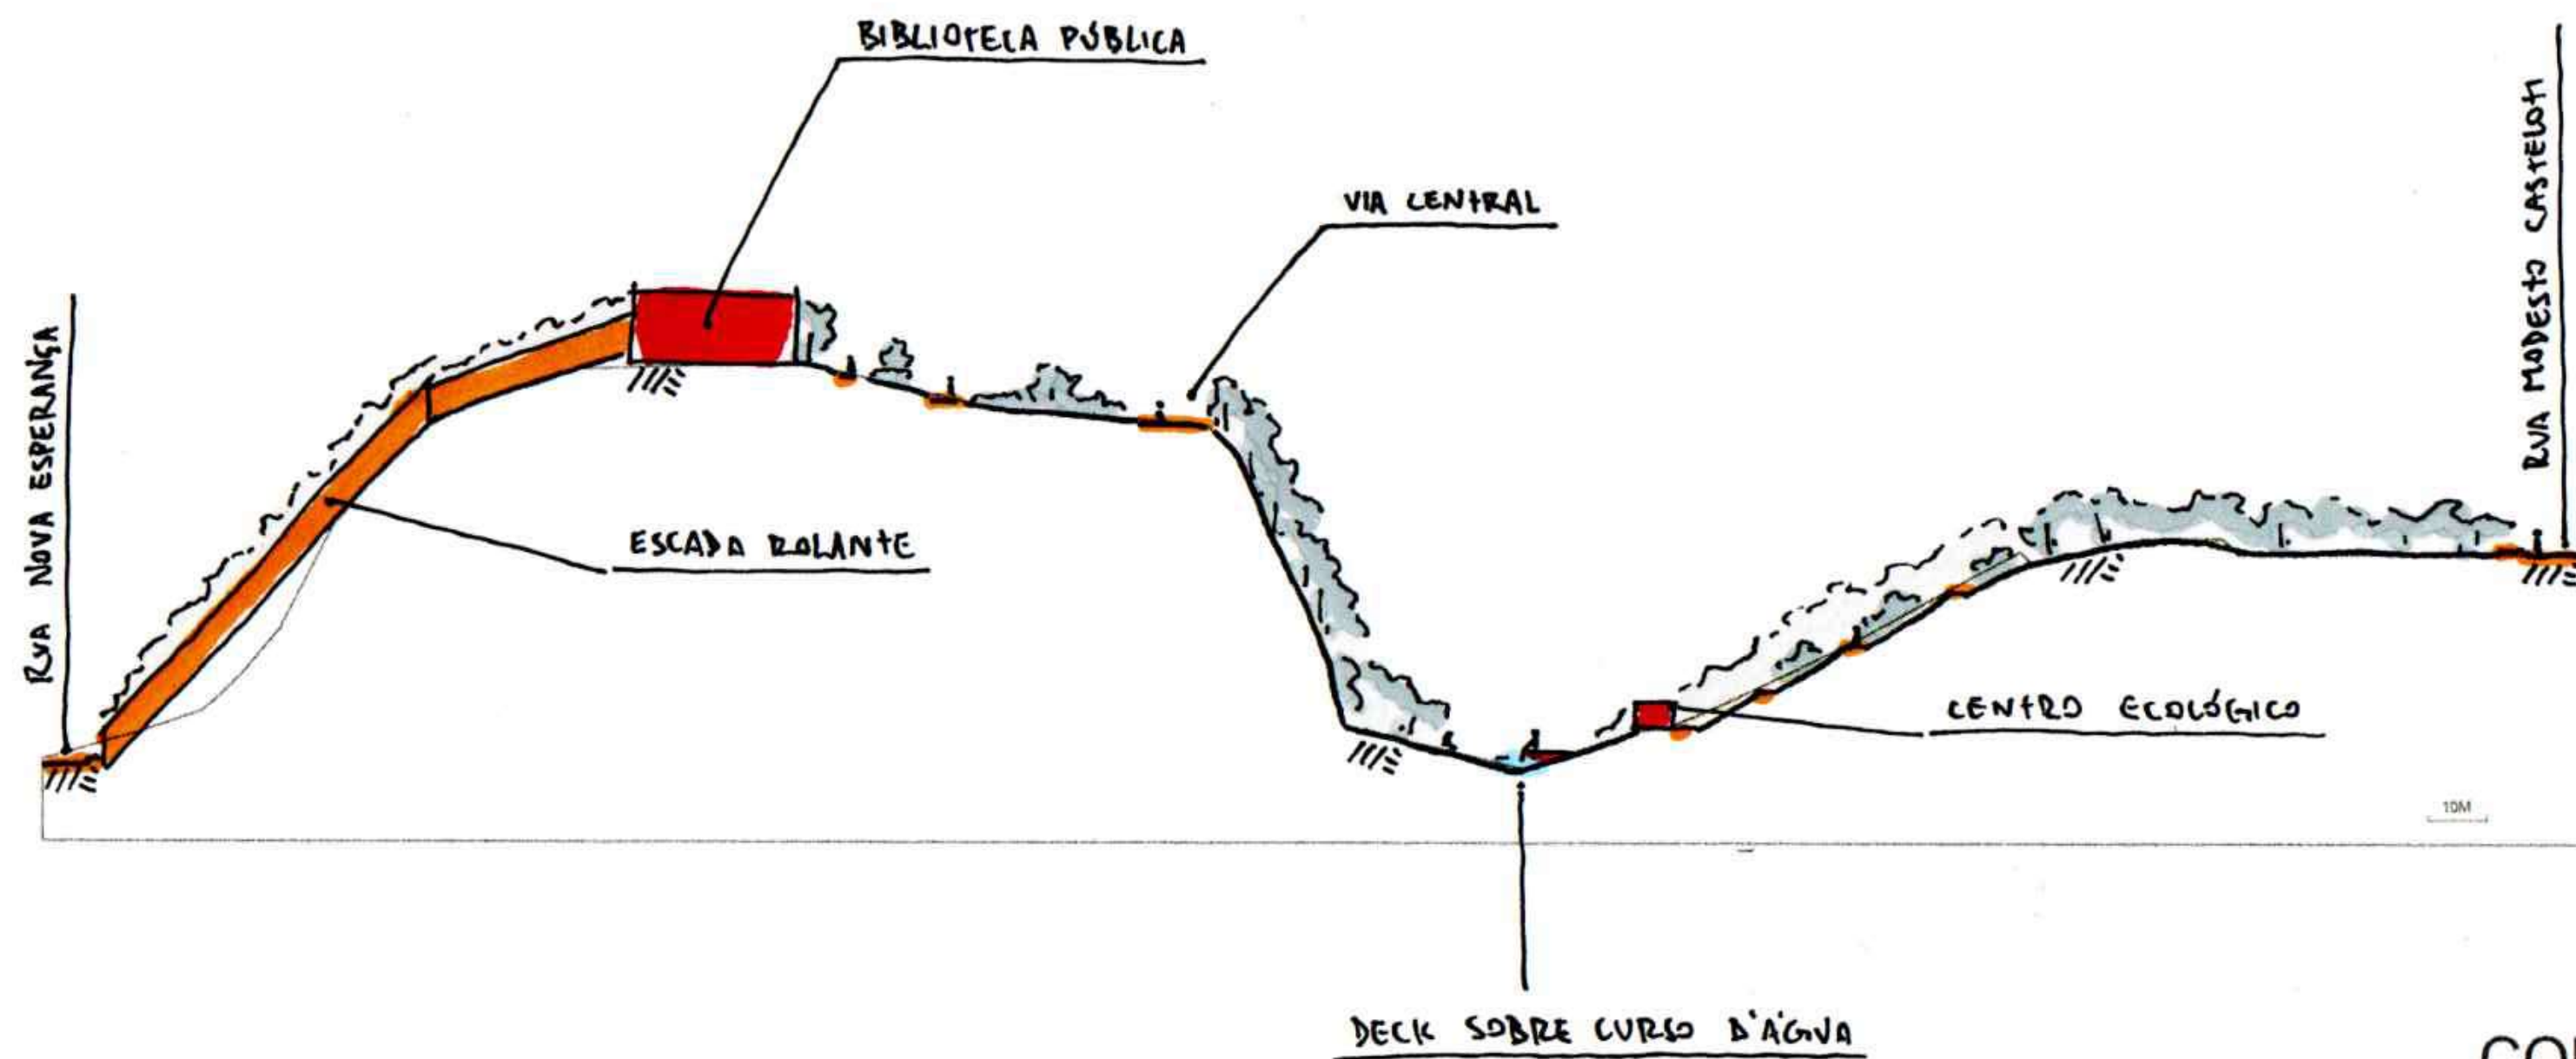 BIBLIOTECA PÚBLICA
VIA CENTRAL
RUA MODESTO CASTELOTI
RUA NOVA ESPERANÇA
ESCADA ROLANTE
CENTRO ECOLÓGICO
10M
DECK SOBRE CURSO D'ÁGUA